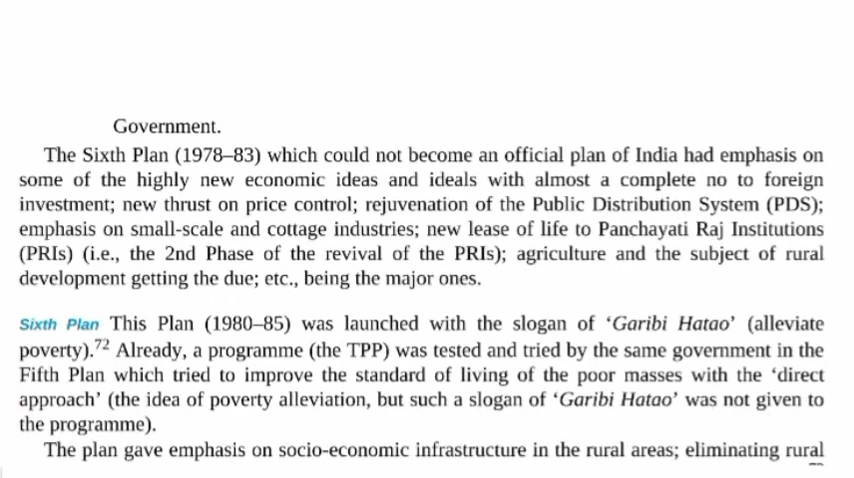 Government.
The Sixth Plan (1978–83) which could not become an official plan of India had emphasis on
some of the highly new economic ideas and ideals with almost a complete no to foreign
investment; new thrust on price control; rejuvenation of the Public Distribution System (PDS);
emphasis on small-scale and cottage industries; new lease of life to Panchayati Raj Institutions
(PRIs) (i.e., the 2nd Phase of the revival of the PRIs); agriculture and the subject of rural
development getting the due; etc., being the major ones.
Sixth Plan This Plan (1980–85) was launched with the slogan of ‘Garibi Hatao’ (alleviate
poverty).72 Already, a programme (the TPP) was tested and tried by the same government in the
Fifth Plan which tried to improve the standard of living of the poor masses with the ‘direct
approach’ (the idea of poverty alleviation, but such a slogan of ‘Garibi Hatao’ was not given to
the programme).
The plan gave emphasis on socio-economic infrastructure in the rural areas; eliminating rural